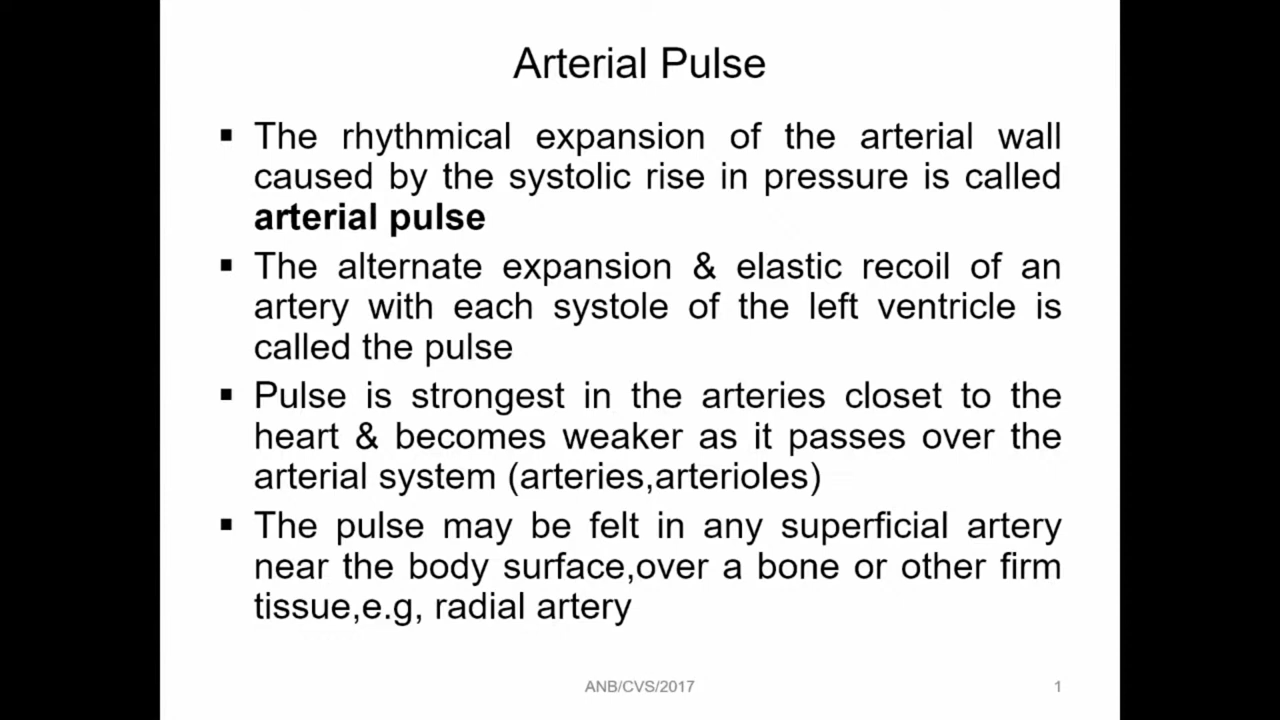 Arterial Pulse
▪ The rhythmical expansion of the arterial wall
caused by the systolic rise in pressure is called
arterial pulse
▪ The alternate expansion & elastic recoil of an
artery with each systole of the left ventricle is
called the pulse
▪ Pulse is strongest in the arteries closet to the
heart & becomes weaker as it passes over the
arterial system (arteries,arterioles)
▪ The pulse may be felt in any superficial artery
near the body surface,over a bone or other firm
tissue,e.g, radial artery
ANB/CVS/2017
1